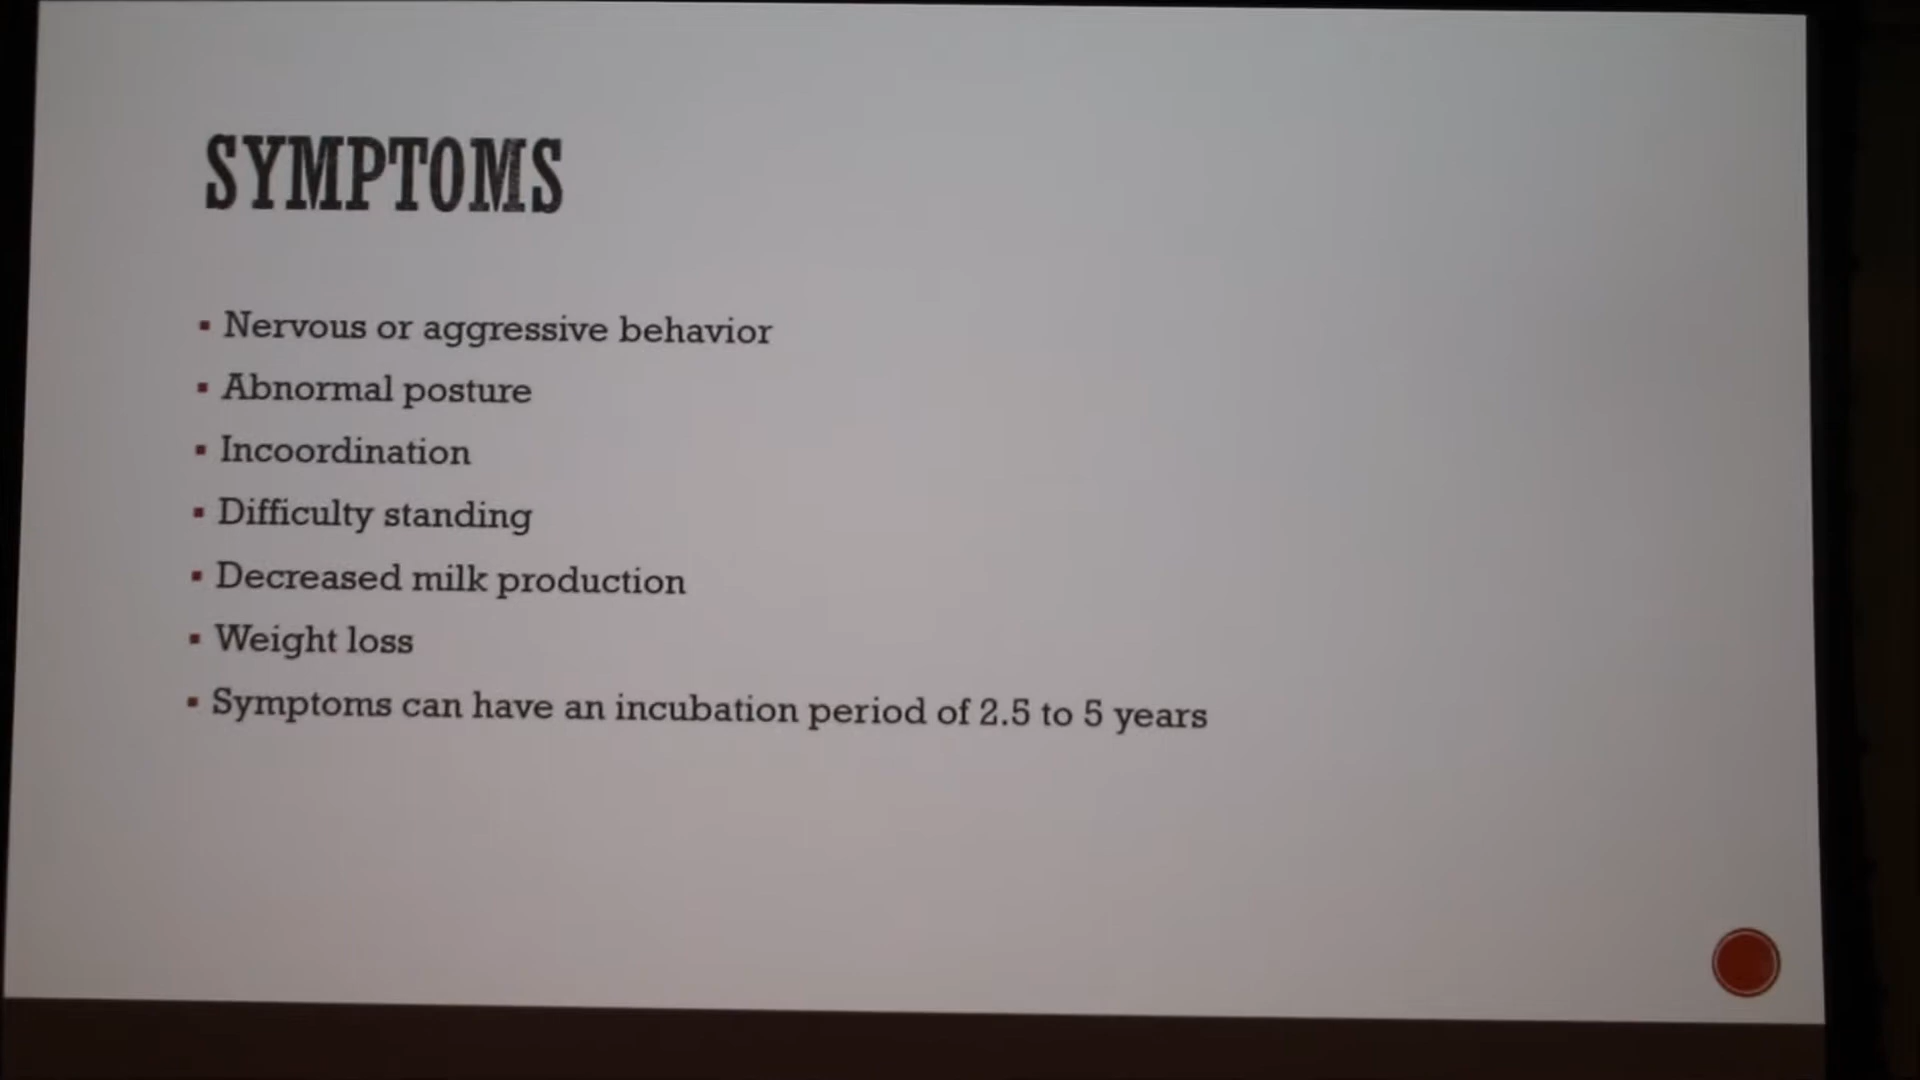 SYMPTOMS
Nervous or aggressive behavior
Abnormal posture
Incoordination
Difficulty standing
Decreased milk production
Weight loss
Symptoms can have an incubation period of 2.5 to 5 years